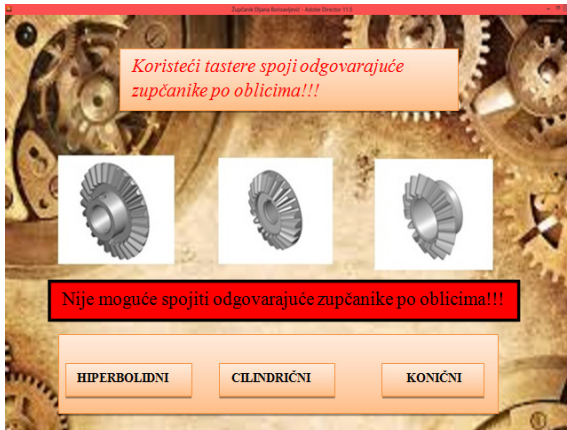 Zupčanik Dijana Borisavljević - Adobe Director 11.5
Koristeći tastere spoji odgovarajuće
zupčanike po oblicima!!!
Nije moguće spojiti odgovarajuće zupčanike po oblicima!!!
HIPERBOLIDNI CILINDRIČNI KONIČNI